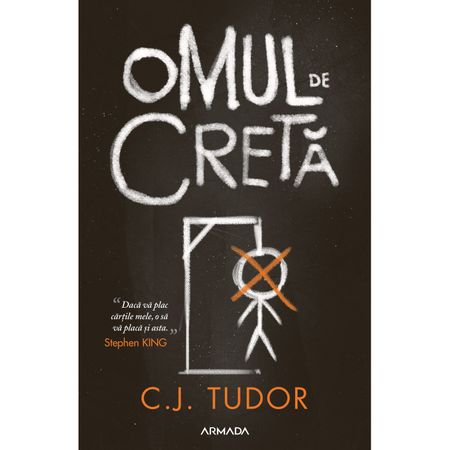 OMUL DE
CRETĂ
“Dacă vă plac
cărțile mele, o să
vă placă și asta.„
Stephen KING
C.J. TUDOR
ARMADA